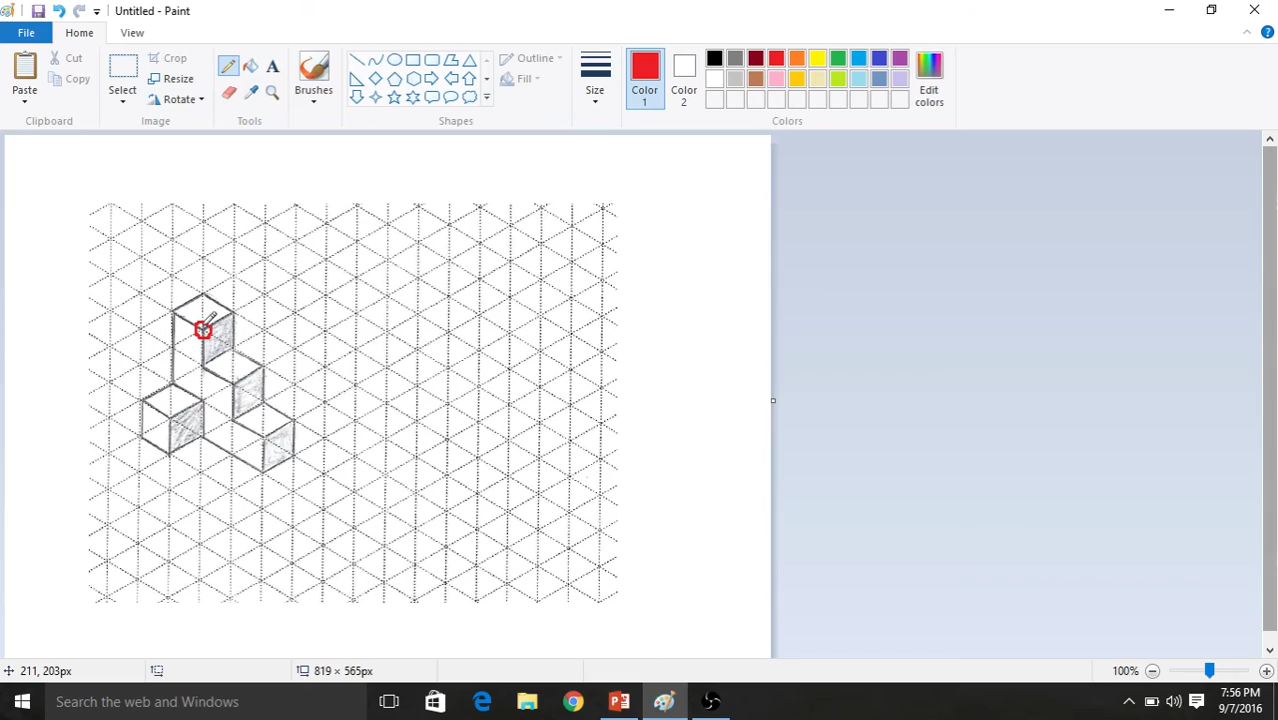 Untitled - Paint
File
Home
View
Paste
Cut
Copy
Clipboard
Select
Crop
Resize
Rotate
Image
Tools
Brushes
Shapes
Outline
Fill
Size
Color
1
Color
2
Edit
colors
Colors
211, 203px
819 × 565px
100%
Search the web and Windows
7:56 PM
9/7/2016